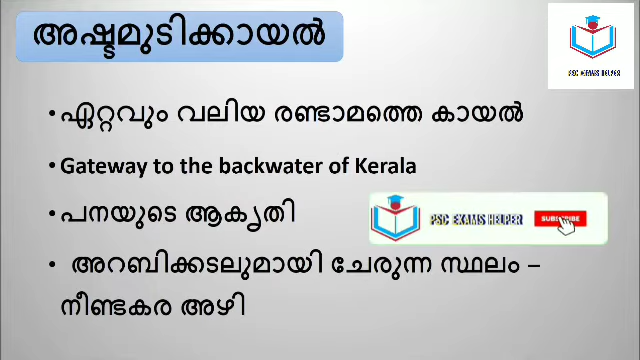 അഷ്ടമുടിക്കായൽ
PSC EXAMS HELPER
•ഏറ്റവും വലിയ രണ്ടാമത്തെ കായൽ
•Gateway to the backwater of Kerala
•പനയുടെ ആകൃതി
PSC EXAMS HELPER SUBSCRIBE
• അറബിക്കടലുമായി ചേരുന്ന സ്ഥലം –
നീണ്ടകര അഴി